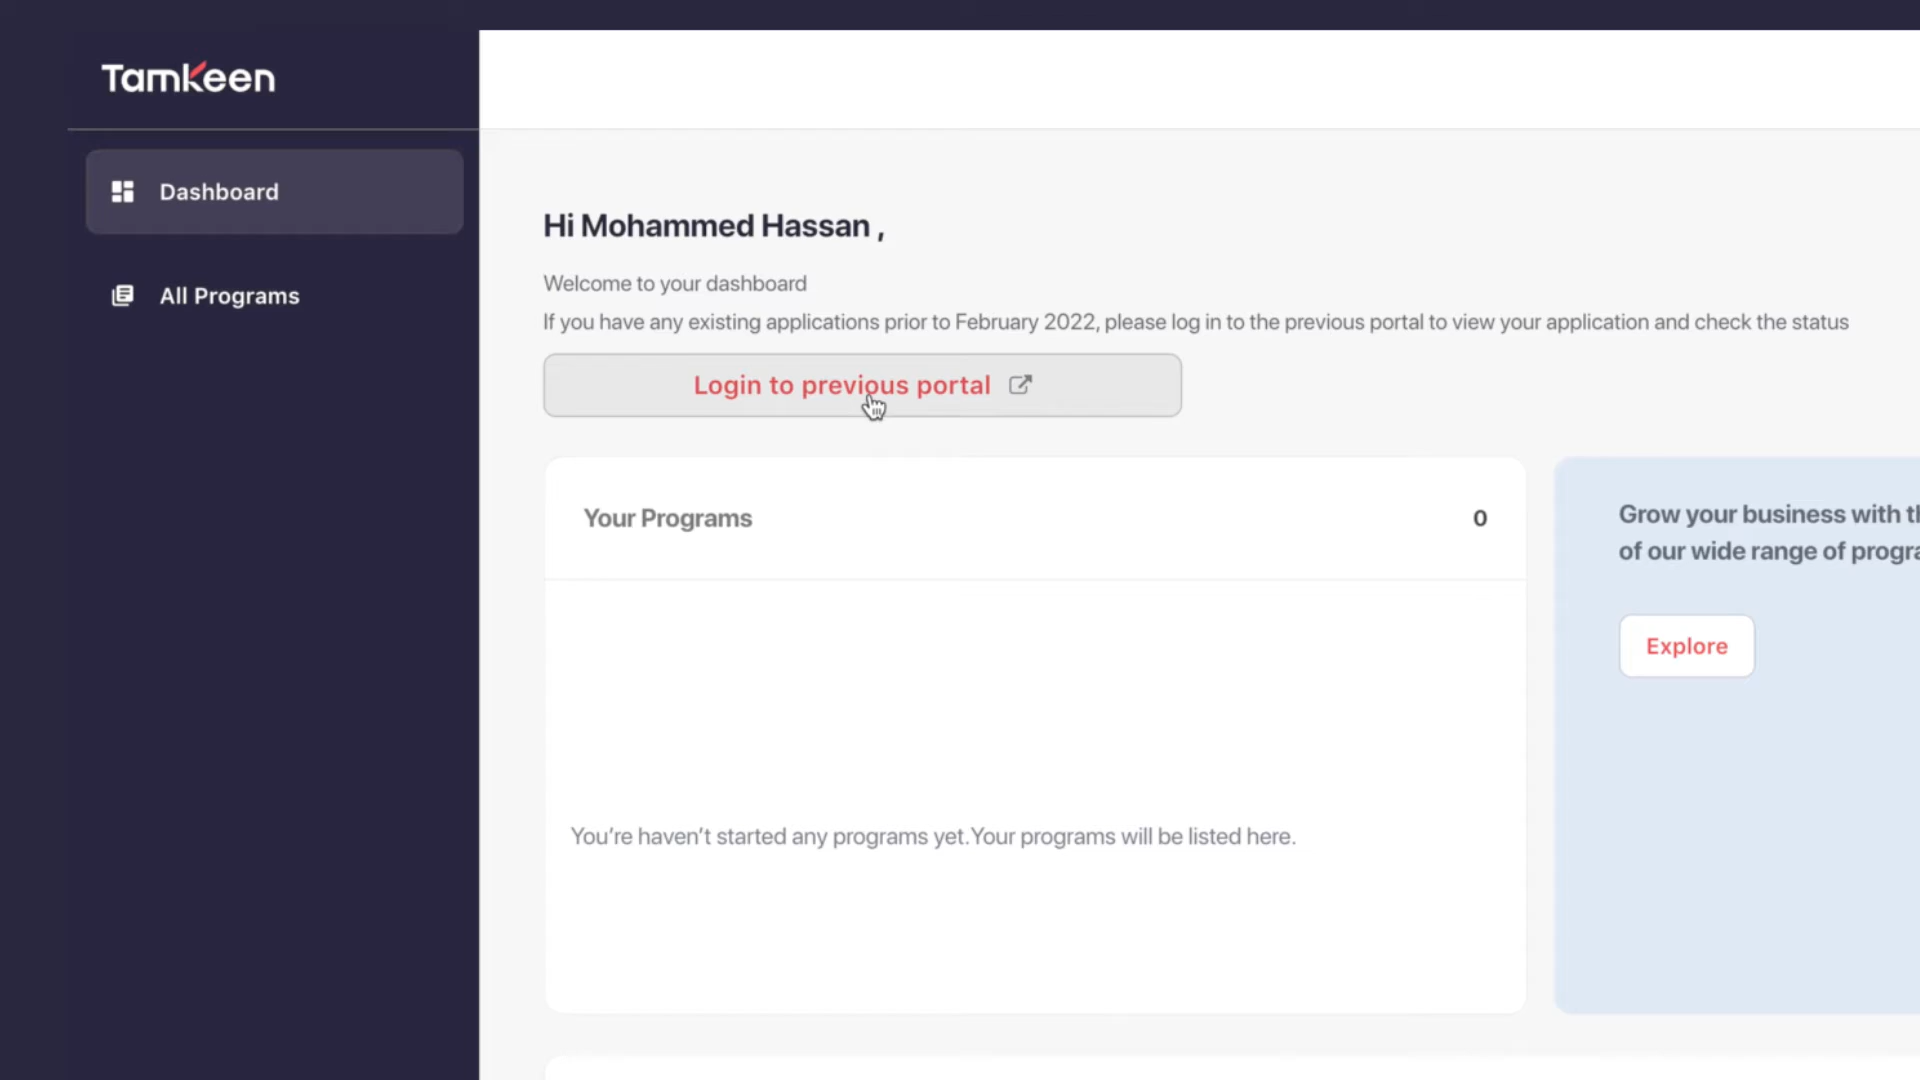 Tamkeen
Dashboard
All Programs
Hi Mohammed Hassan ,
Welcome to your dashboard
If you have any existing applications prior to February 2022, please log in to the previous portal to view your application and check the status
Login to previous portal
Your Programs
0
You’re haven’t started any programs yet.Your programs will be listed here.
Grow your business with
of our wide range of
Explore